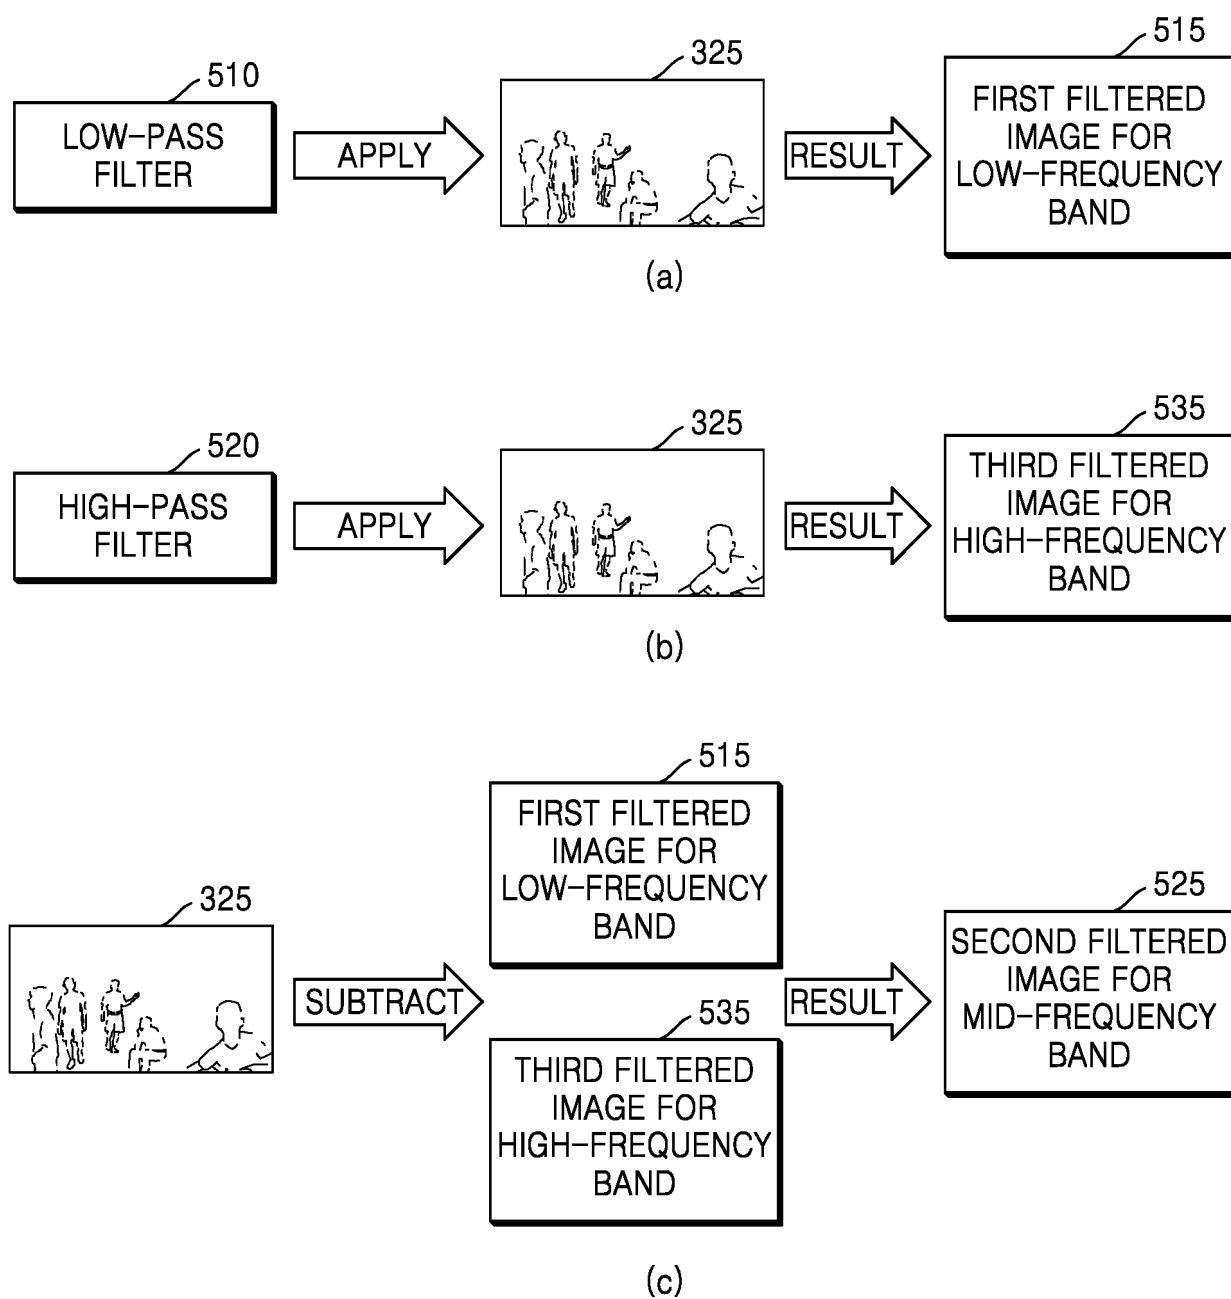 510
LOW-PASS
FILTER
APPLY
325
RESULT
515
FIRST FILTERED
IMAGE FOR
LOW-FREQUENCY
BAND
(a)
520
HIGH-PASS
FILTER
APPLY
325
RESULT
535
THIRD FILTERED
IMAGE FOR
HIGH-FREQUENCY
BAND
(b)
325
SUBTRACT
515
FIRST FILTERED
IMAGE FOR
LOW-FREQUENCY
BAND
535
THIRD FILTERED
IMAGE FOR
HIGH-FREQUENCY
BAND
RESULT
525
SECOND FILTERED
IMAGE FOR
MID-FREQUENCY
BAND
(c)